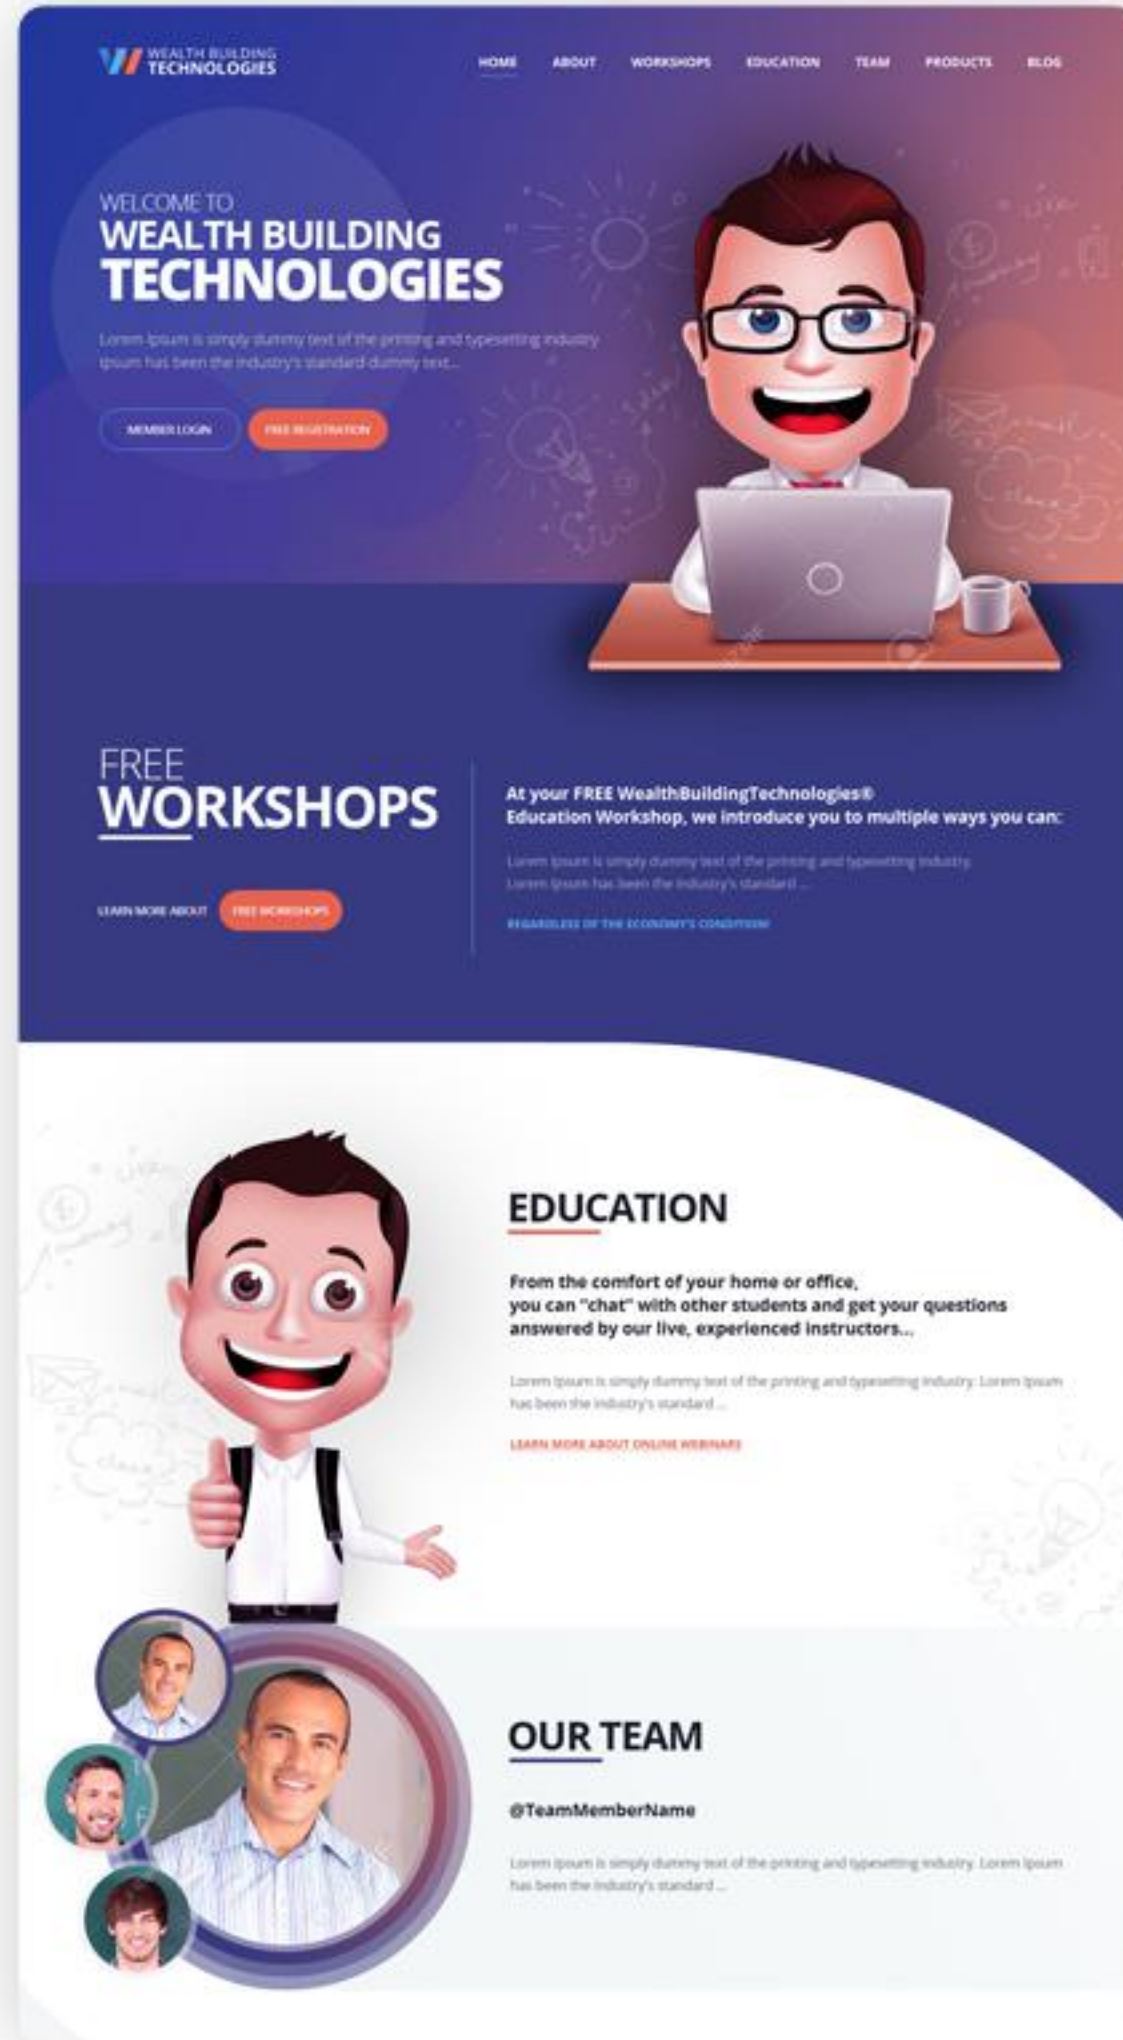 WEALTH BUILDING
TECHNOLOGIES
HOME ABOUT WORKSHOPS EDUCATION TEAM PRODUCTS BLOG
WELCOME TO
WEALTH BUILDING
TECHNOLOGIES
Lorem Ipsum is simply dummy text of the printing and typesetting industry
Ipsum has been the industry's standard dummy text...
MEMBER LOGIN FREE REGISTRATION
FREE
WORKSHOPS
LEARN MORE ABOUT FREE WORKSHOPS
At your FREE WealthBuildingTechnologies®
Education Workshop, we introduce you to multiple ways you can:
Lorem Ipsum is simply dummy text of the printing and typesetting industry.
Lorem Ipsum has been the industry's standard ...
REGARDLESS OF THE ECONOMY'S CONDITION!
EDUCATION
From the comfort of your home or office,
you can "chat" with other students and get your questions
answered by our live, experienced instructors...
Lorem Ipsum is simply dummy text of the printing and typesetting industry. Lorem Ipsum
has been the industry's standard ...
LEARN MORE ABOUT ONLINE WEBINARS
OUR TEAM
@TeamMemberName
Lorem Ipsum is simply dummy text of the printing and typesetting industry. Lorem Ipsum
has been the industry's standard ...